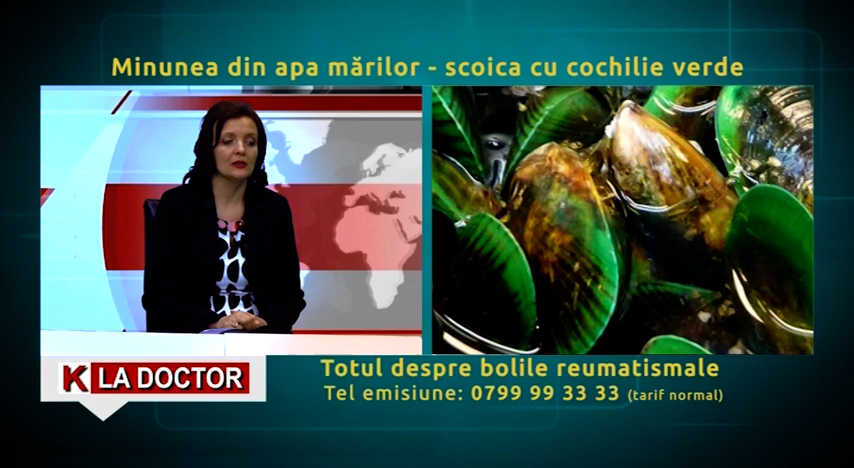 Minunea din apa mărilor - scoica cu cochilie verde
K LA DOCTOR
Totul despre bolile reumatismale
Tel emisiune: 0799 99 33 33 (tarif normal)